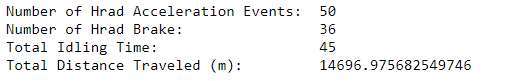 Number of Hrad Acceleration Events:  50
Number of Hrad Brake:                36
Total Idling Time:                   45
Total Distance Traveled (m):         14696.975682549746